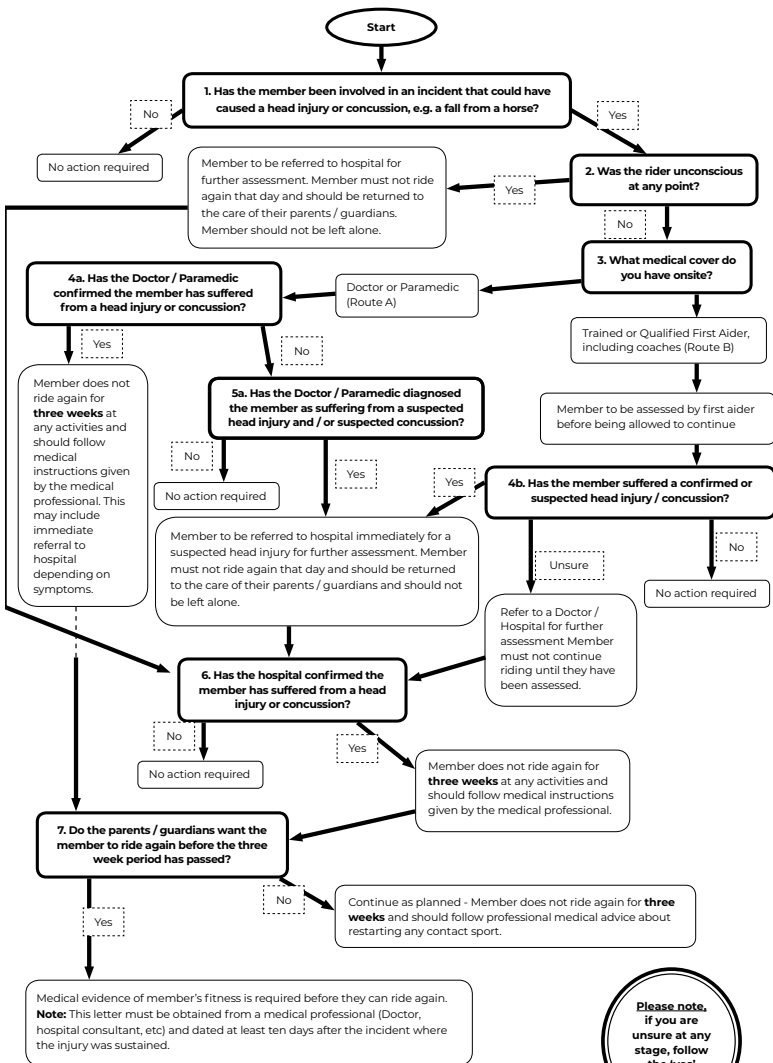 Start
1. Has the member been involved in an incident that could have
caused a head injury or concussion, e.g. a fall from a horse?
No
Yes
No action required
Member to be referred to hospital for
further assessment. Member must not ride
again that day and should be returned to
the care of their parents / guardians.
Member should not be left alone.
Yes
2. Was the rider unconscious
at any point?
No
3. What medical cover do
you have onsite?
4a. Has the Doctor / Paramedic
confirmed the member has suffered
from a head injury or concussion?
Doctor or Paramedic
(Route A)
Trained or Qualified First Aider,
including coaches (Route B)
Yes
No
Member does not
ride again for
three weeks at
any activities and
should follow
medical
instructions given
by the medical
professional. This
may include
immediate
referral to
hospital
depending on
symptoms.
5a. Has the Doctor / Paramedic diagnosed
the member as suffering from a suspected
head injury and / or suspected concussion?
Member to be assessed by first aider
before being allowed to continue
No
Yes
No action required
Yes
4b. Has the member suffered a confirmed or
suspected head injury / concussion?
Member to be referred to hospital immediately for a
suspected head injury for further assessment. Member
must not ride again that day and should be returned
to the care of their parents / guardians and should not
be left alone.
Unsure
No
No action required
Refer to a Doctor /
Hospital for further
assessment Member
must not continue
riding until they have
been assessed.
6. Has the hospital confirmed the
member has suffered from a head
injury or concussion?
No
Yes
No action required
Member does not ride again for
three weeks at any activities and
should follow medical instructions
given by the medical professional.
7. Do the parents / guardians want the
member to ride again before the three
week period has passed?
No
Yes
Continue as planned - Member does not ride again for three
weeks and should follow professional medical advice about
restarting any contact sport.
Medical evidence of member's fitness is required before they can ride again.
Note: This letter must be obtained from a medical professional (Doctor,
hospital consultant, etc) and dated at least ten days after the incident where
the injury was sustained.
Please note,
if you are
unsure at any
stage, follow
the 'yes'